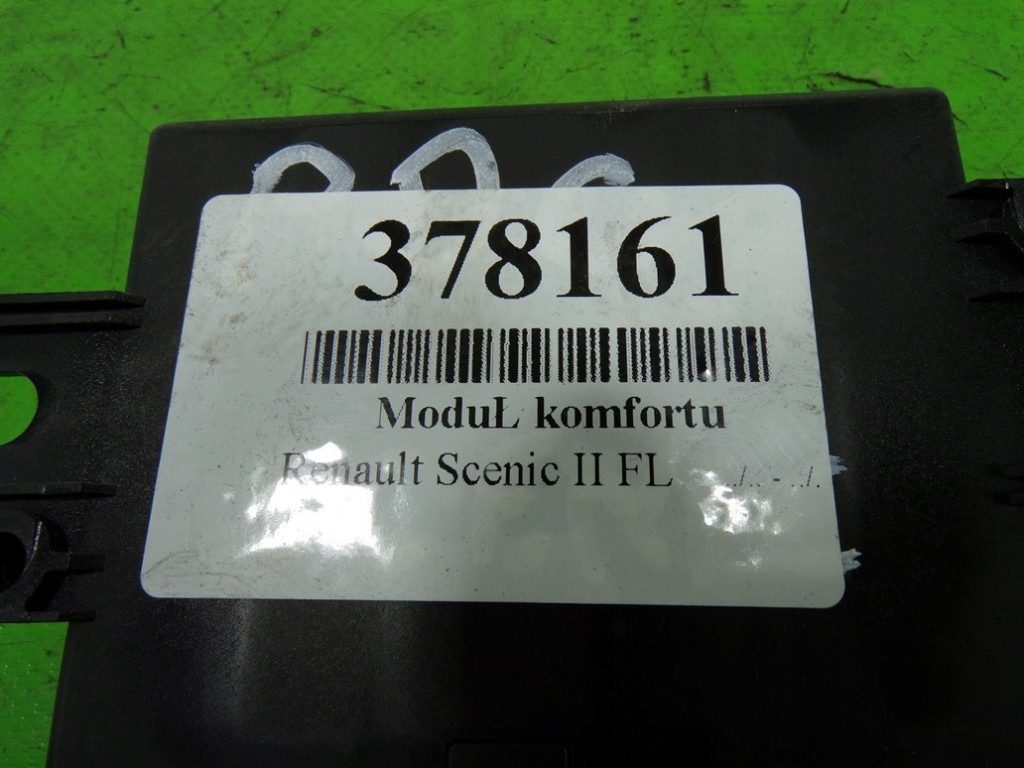 378161
ModuŁ komfortu
Renault Scenic II FL ../.. - ../.